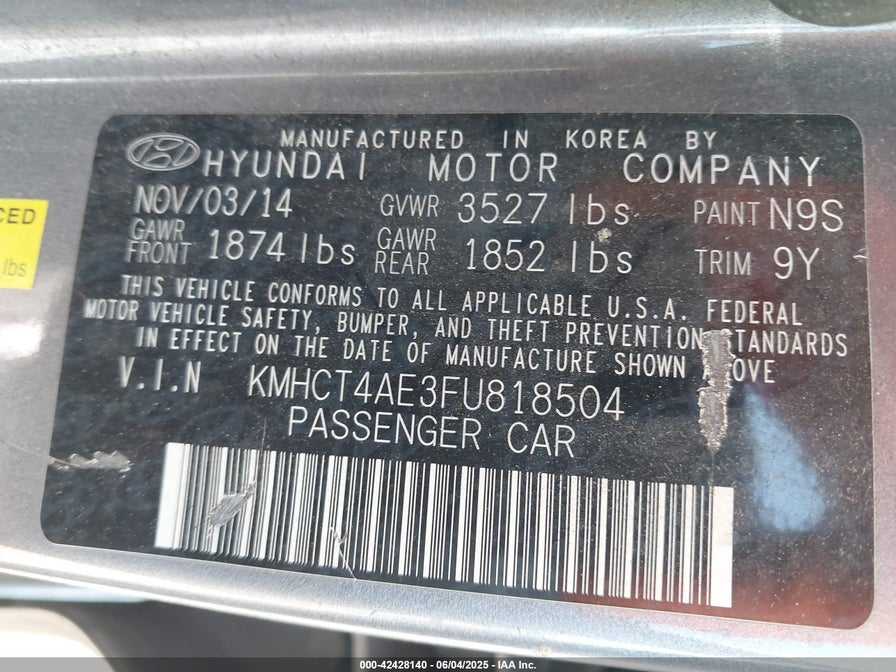 MANUFACTURED IN KOREA BY
HYUNDAI MOTOR COMPANY
NOV/03/14 GVWR 3527 lbs PAINT N9S
GAWR FRONT 1874 lbs GAWR REAR 1852 lbs TRIM 9Y
THIS VEHICLE CONFORMS TO ALL APPLICABLE U.S.A. FEDERAL
MOTOR VEHICLE SAFETY, BUMPER, AND THEFT PREVENTION STANDARDS
IN EFFECT ON THE DATE OF MANUFACTURE SHOWN OVE
V.I.N KMHCT4AE3FU818504
PASSENGER CAR
CED
lbs
000-42428140 | 06/04/2025 - IAA Inc.